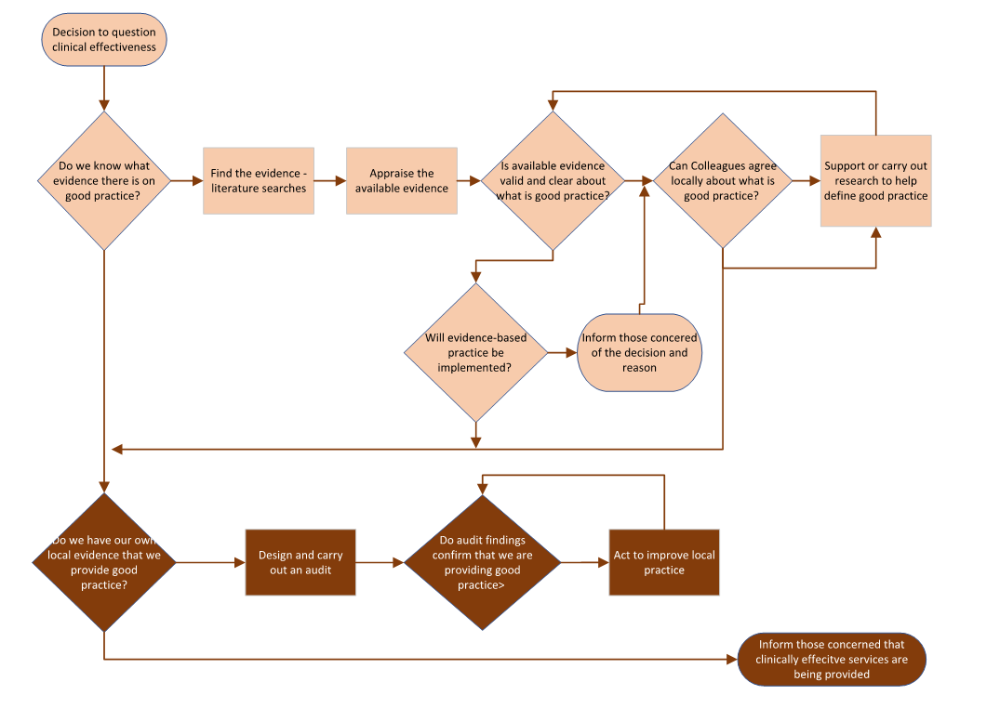 Decision to question
clinical effectiveness
Do we know what
evidence there is on
good practice?
Find the evidence -
literature searches
Appraise the
available evidence
Is available evidence
valid and clear about
what is good practice?
Can Colleagues agree
locally about what is
good practice?
Support or carry out
research to help
define good practice
Will evidence-based
practice be
implemented?
Inform those concered
of the decision and
reason
Do we have our own
local evidence that we
provide good
practice?
Design and carry
out an audit
Do audit findings
confirm that we are
providing good
practice>
Act to improve local
practice
Inform those concerned that
clinically effecitve services are
being provided